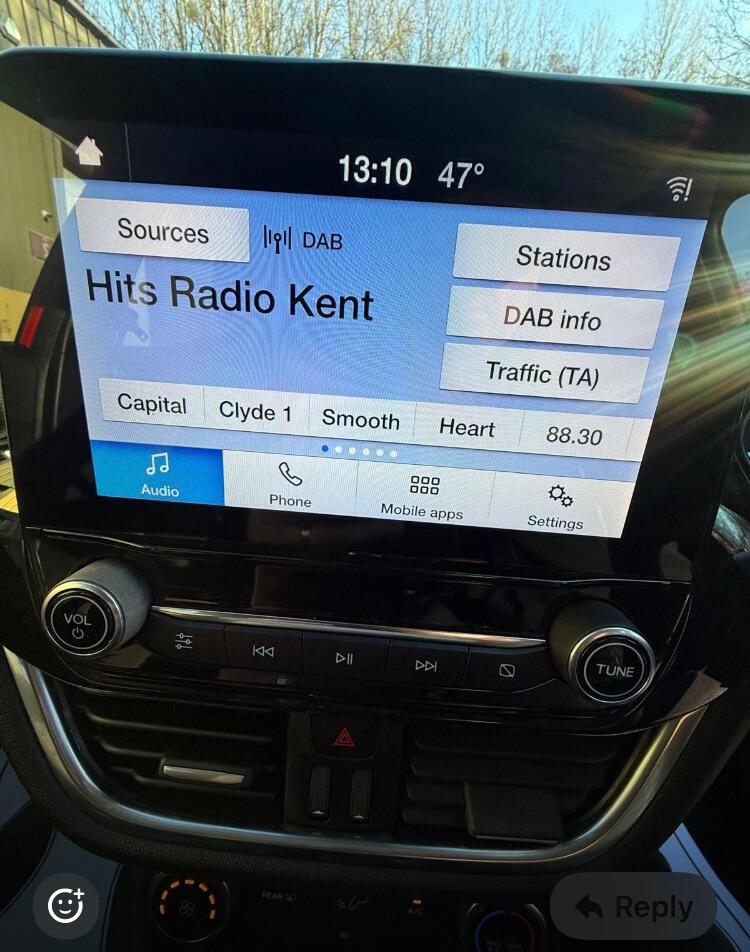 13:10 47°
Sources DAB
Stations
Hits Radio Kent
DAB info
Traffic (TA)
Capital Clyde 1 Smooth Heart 88.30
Audio Phone Mobile apps Settings
VOL
TUNE
REAR
A/C
Reply